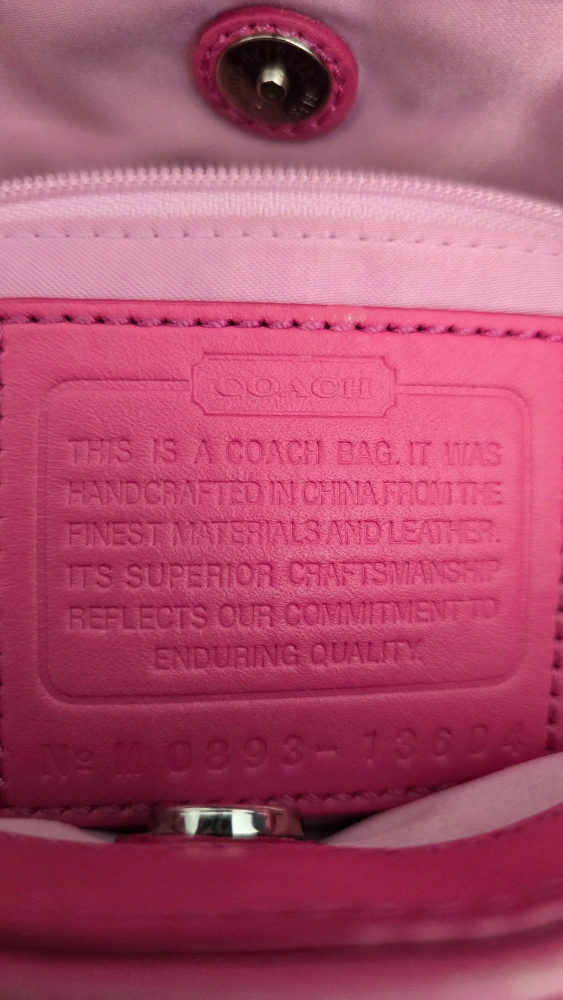 COACH
THIS IS A COACH BAG. IT WAS
HANDCRAFTED IN CHINA FROM THE
FINEST MATERIALS AND LEATHER.
ITS SUPERIOR CRAFTSMANSHIP
REFLECTS OUR COMMITMENT TO
ENDURING QUALITY.
Nº M 0893-13604